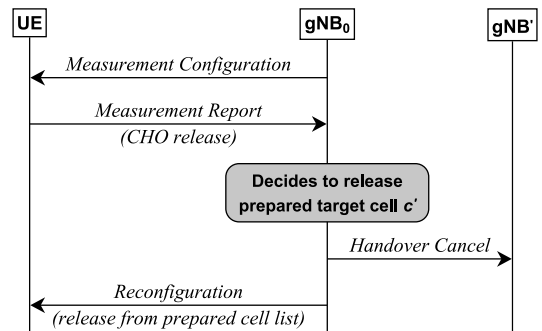 UE
gNB₀
gNB'
Measurement Configuration
Measurement Report
(CHO release)
Decides to release
prepared target cell c'
Handover Cancel
Reconfiguration
(release from prepared cell list)